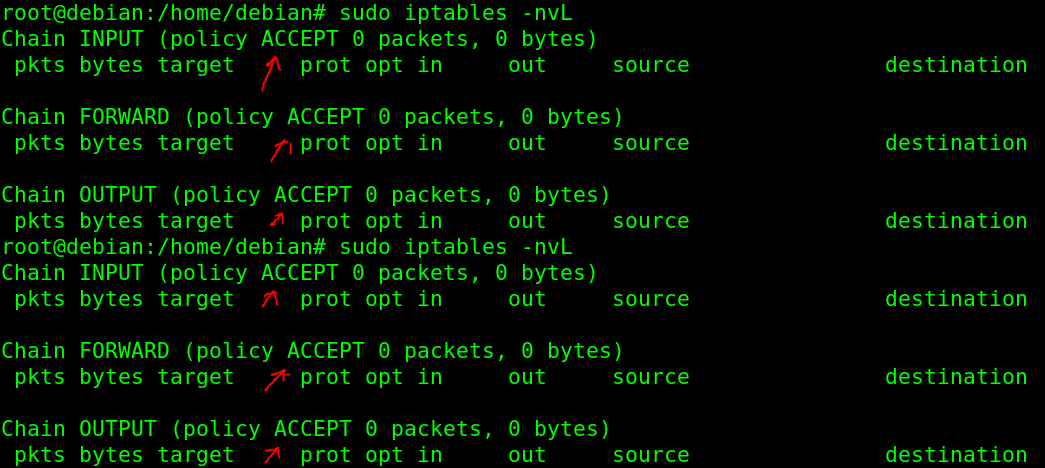 root@debian:/home/debian# sudo iptables -nvL
Chain INPUT (policy ACCEPT 0 packets, 0 bytes)
 pkts bytes target     prot opt in     out     source               destination

Chain FORWARD (policy ACCEPT 0 packets, 0 bytes)
 pkts bytes target     prot opt in     out     source               destination

Chain OUTPUT (policy ACCEPT 0 packets, 0 bytes)
 pkts bytes target     prot opt in     out     source               destination
root@debian:/home/debian# sudo iptables -nvL
Chain INPUT (policy ACCEPT 0 packets, 0 bytes)
 pkts bytes target     prot opt in     out     source               destination

Chain FORWARD (policy ACCEPT 0 packets, 0 bytes)
 pkts bytes target     prot opt in     out     source               destination

Chain OUTPUT (policy ACCEPT 0 packets, 0 bytes)
 pkts bytes target     prot opt in     out     source               destination